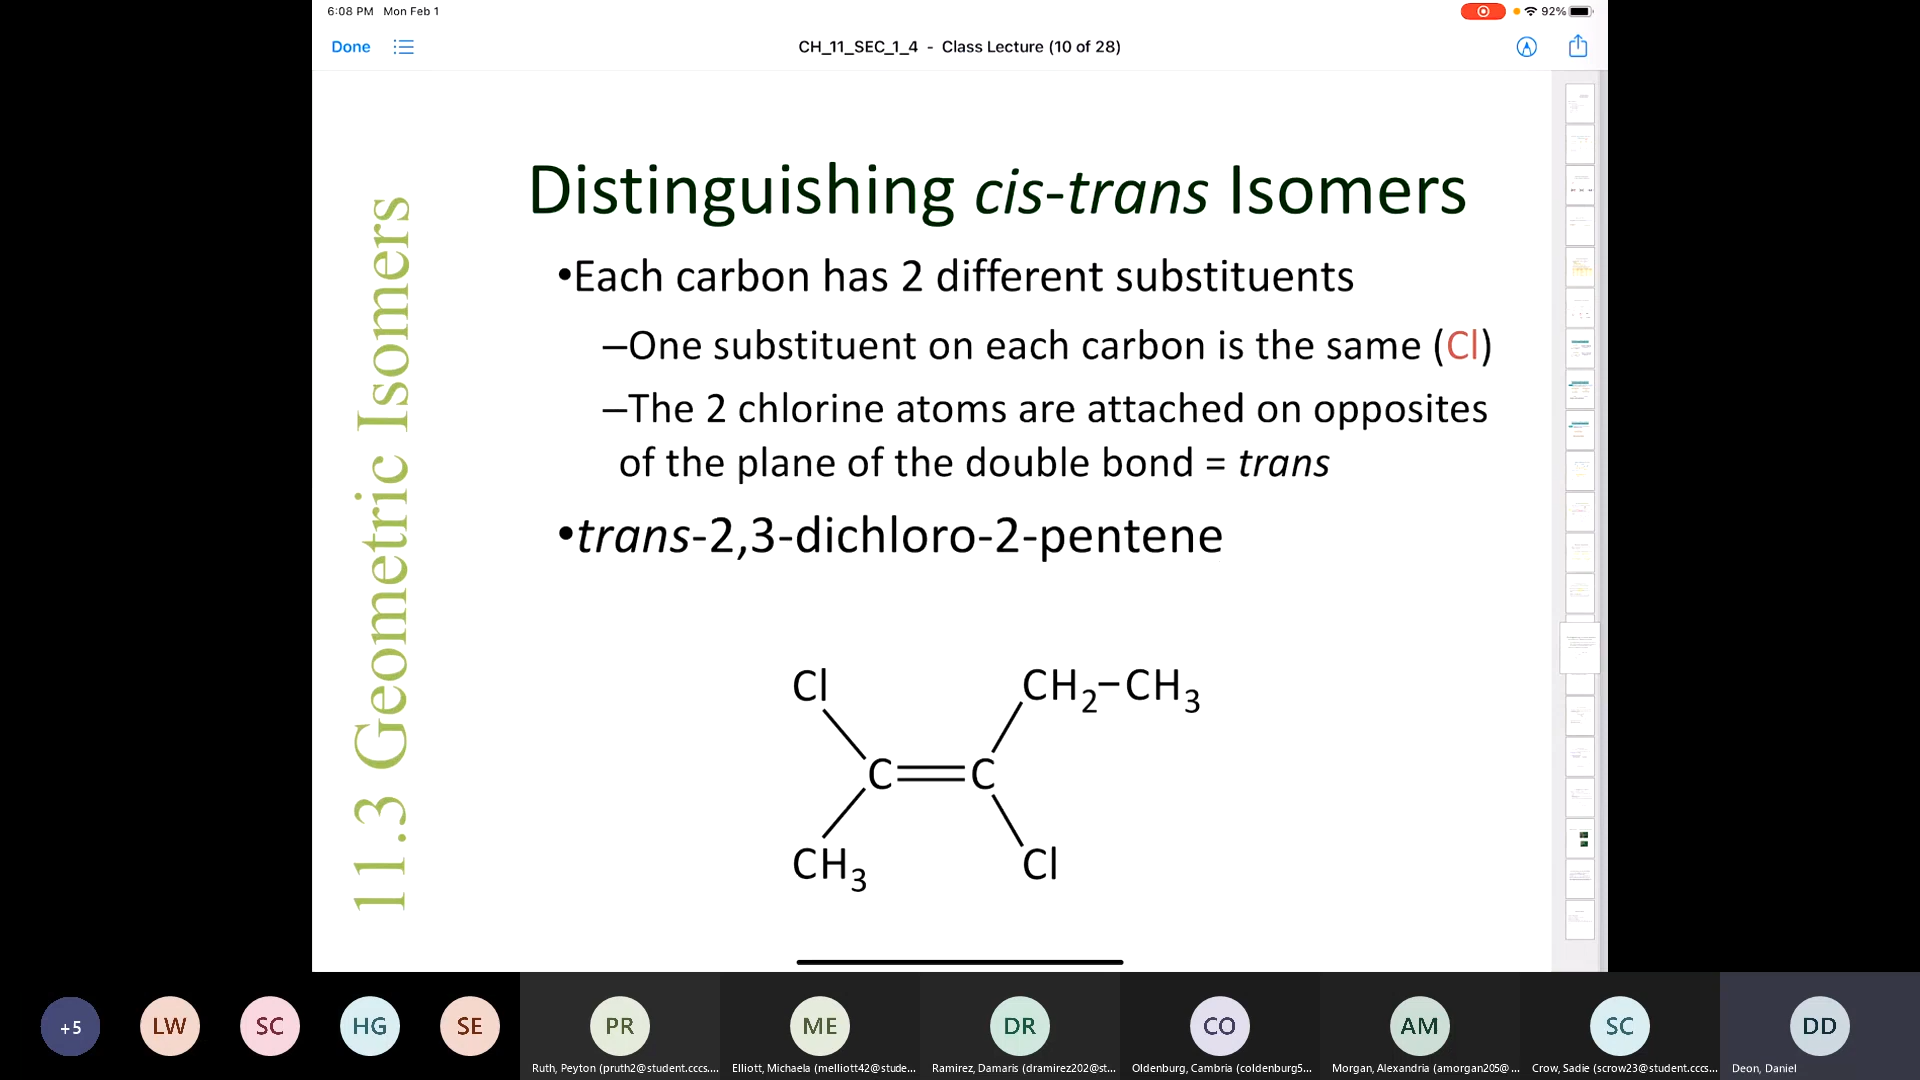 6:08 PM Mon Feb 1
92%
Done
CH_11_SEC_1_4 - Class Lecture (10 of 28)
11.3 Geometric Isomers
Distinguishing cis-trans Isomers
•Each carbon has 2 different substituents
–One substituent on each carbon is the same (Cl)
–The 2 chlorine atoms are attached on opposites
of the plane of the double bond = trans
•trans-2,3-dichloro-2-pentene
Cl CH₂–CH₃
C C
CH₃ Cl
+5 LW SC HG SE PR ME DR CO AM SC DD
Ruth, Peyton (pruth2@student.cccs.... Elliott, Michaela (melliott42@stude... Ramirez, Damaris (dramirez202@st... Oldenburg, Cambria (coldenburg5... Morgan, Alexandria (amorgan205@... Crow, Sadie (scrow23@student.cccs... Deon, Daniel